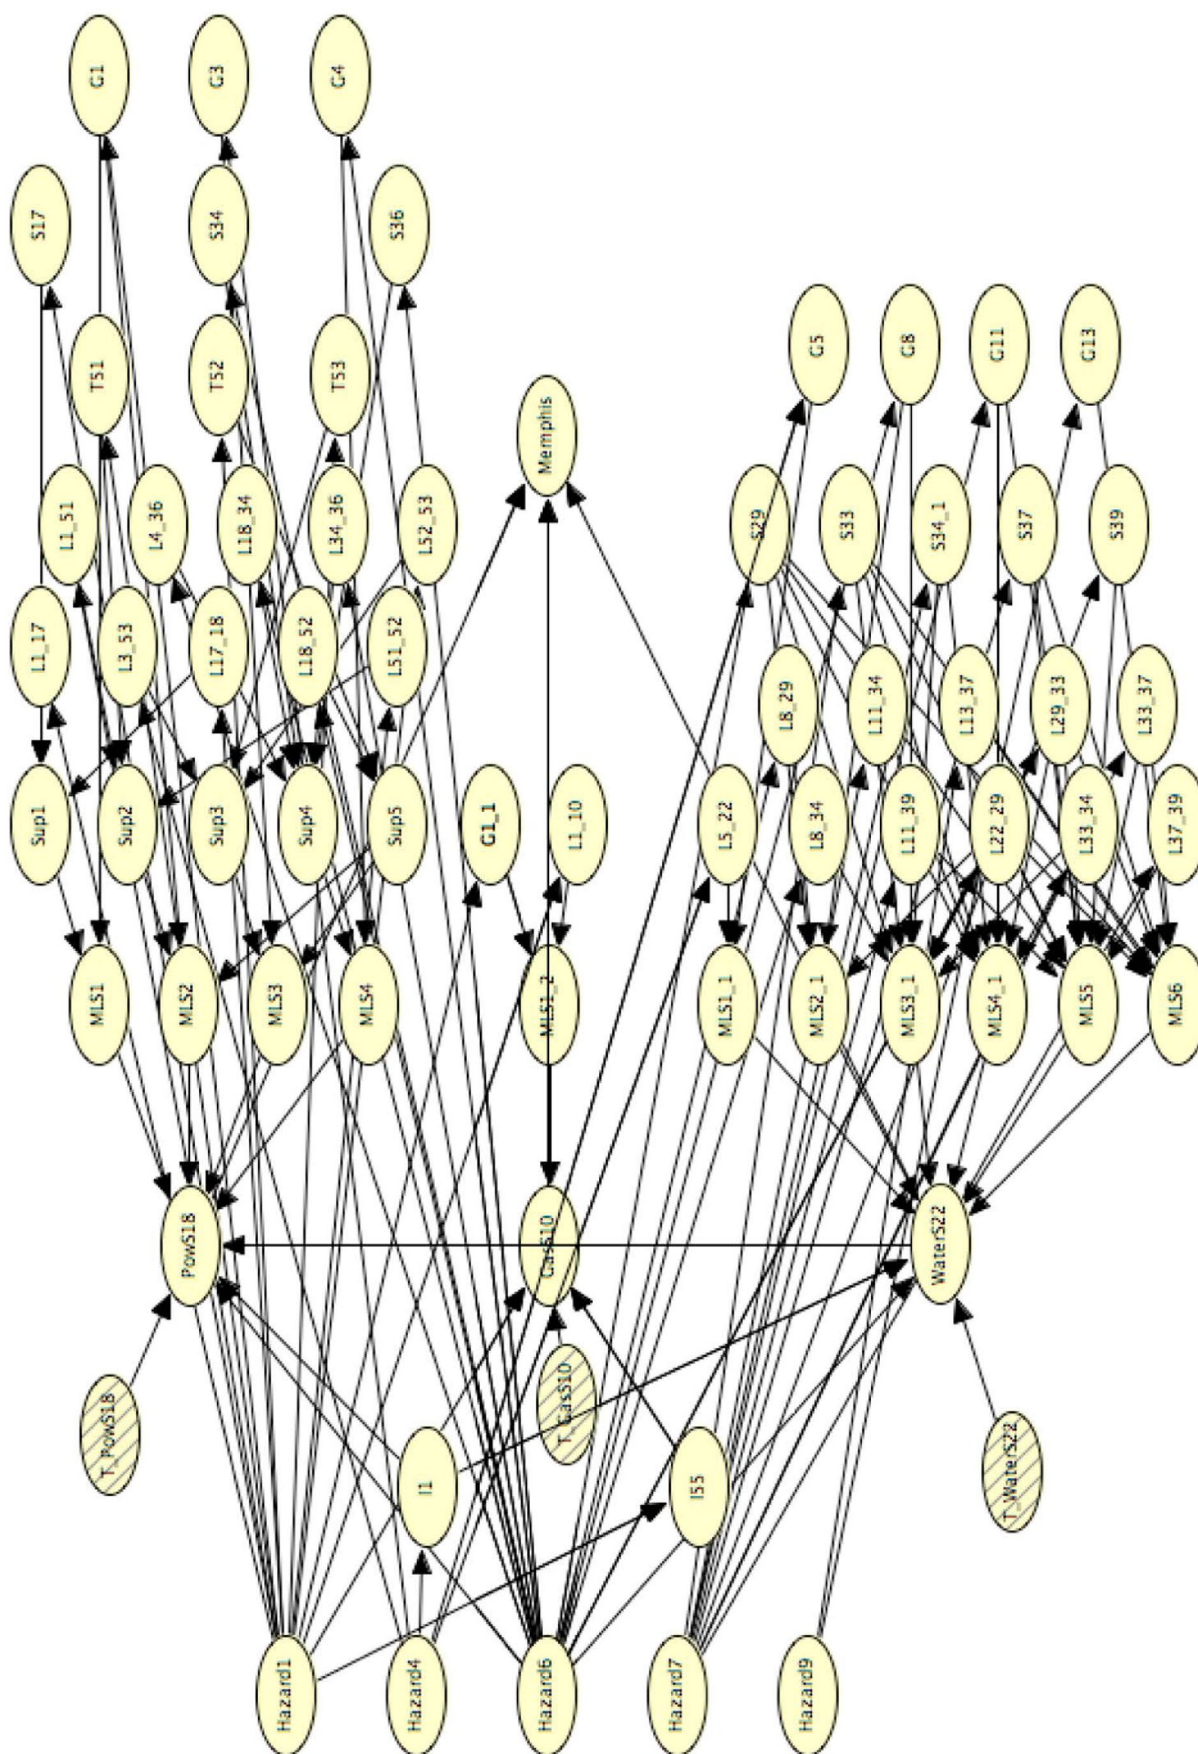 G1
G3
G4
S17
S34
S36
T51
T52
T53
G5
G8
G11
G13
Memphis
L1_51
L4_36
L18_34
L34_36
L52_53
S29
S33
S34_1
S37
S39
L1_17
L3_53
L17_18
L18_52
L51_52
L8_29
L11_34
L13_37
L29_33
L33_37
Sup1
Sup2
Sup3
Sup4
Sup5
G1_1
L1_10
L5_22
L8_34
L11_39
L22_29
L33_34
L37_39
MLS1
MLS2
MLS3
MLS4
MLS1_2
MLS1_1
MLS2_1
MLS3_1
MLS4_1
MLS5
MLS6
PowS18
GasS10
WaterS22
T_PowS18
T_GasS10
T_WaterS22
I1
I55
Hazard1
Hazard4
Hazard6
Hazard7
Hazard9